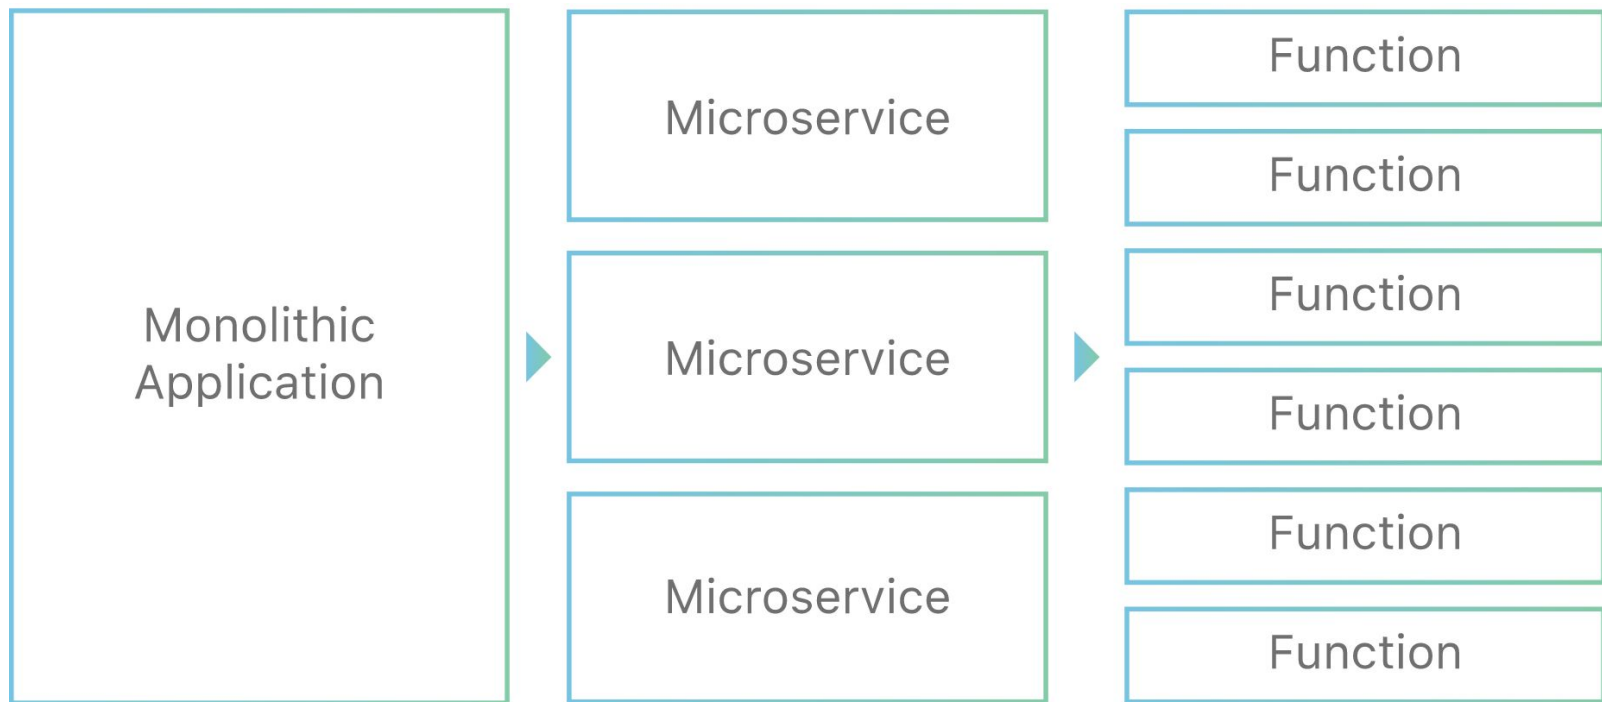 Monolithic
Application
Microservice
Microservice
Microservice
Function
Function
Function
Function
Function
Function